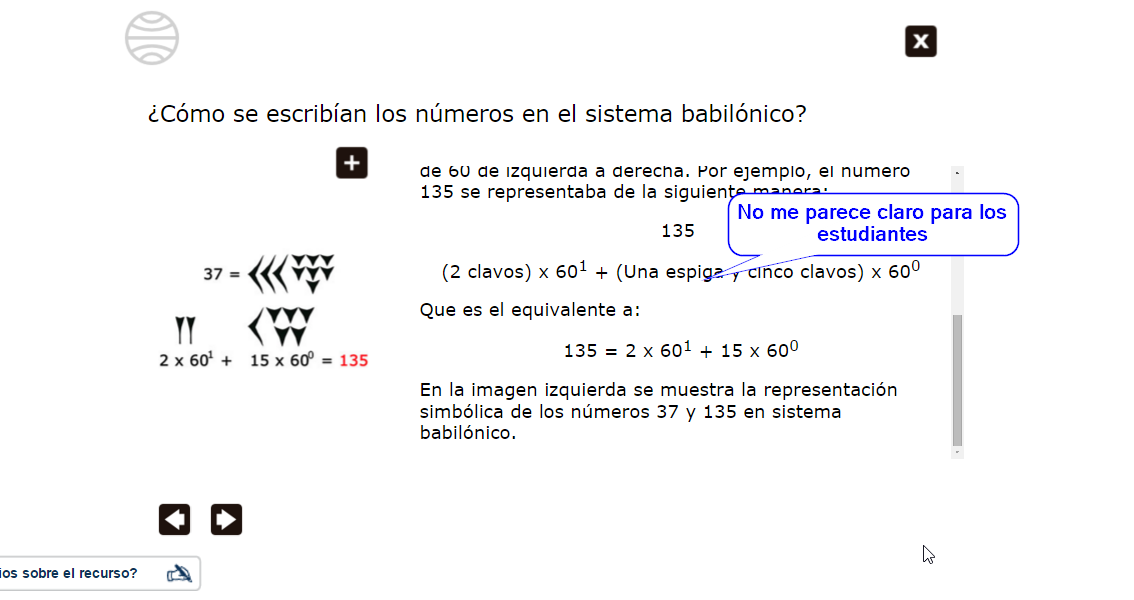 X
¿Cómo se escribían los números en el sistema babilónico?
+
de 60 de izquierda a derecha. Por ejemplo, el número
135 se representaba de la siguiente manera:
No me parece claro para los
estudiantes
135
(2 clavos) x 60¹ + (Una espiga y cinco clavos) x 60⁰
Que es el equivalente a:
135 = 2 x 60¹ + 15 x 60⁰
En la imagen izquierda se muestra la representación
simbólica de los números 37 y 135 en sistema
babilónico.
37 =
2 x 60¹ + 15 x 60⁰ = 135
ios sobre el recurso?